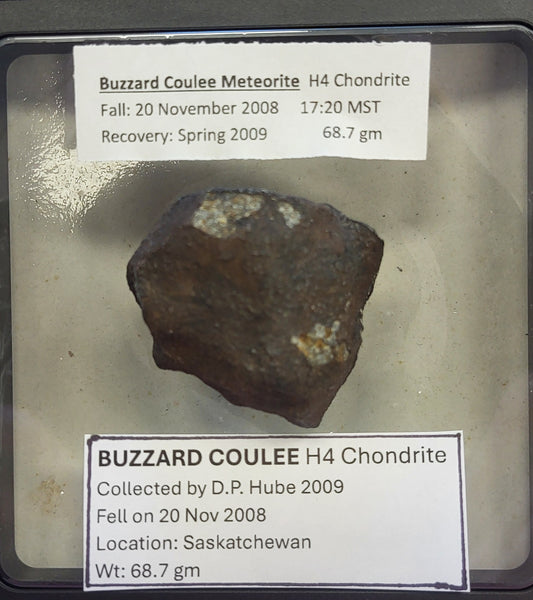 Buzzard Coulee Meteorite H4 Chondrite
Fall: 20 November 2008 17:20 MST
Recovery: Spring 2009 68.7 gm
BUZZARD COULEE H4 Chondrite
Collected by D.P. Hube 2009
Fell on 20 Nov 2008
Location: Saskatchewan
Wt: 68.7 gm